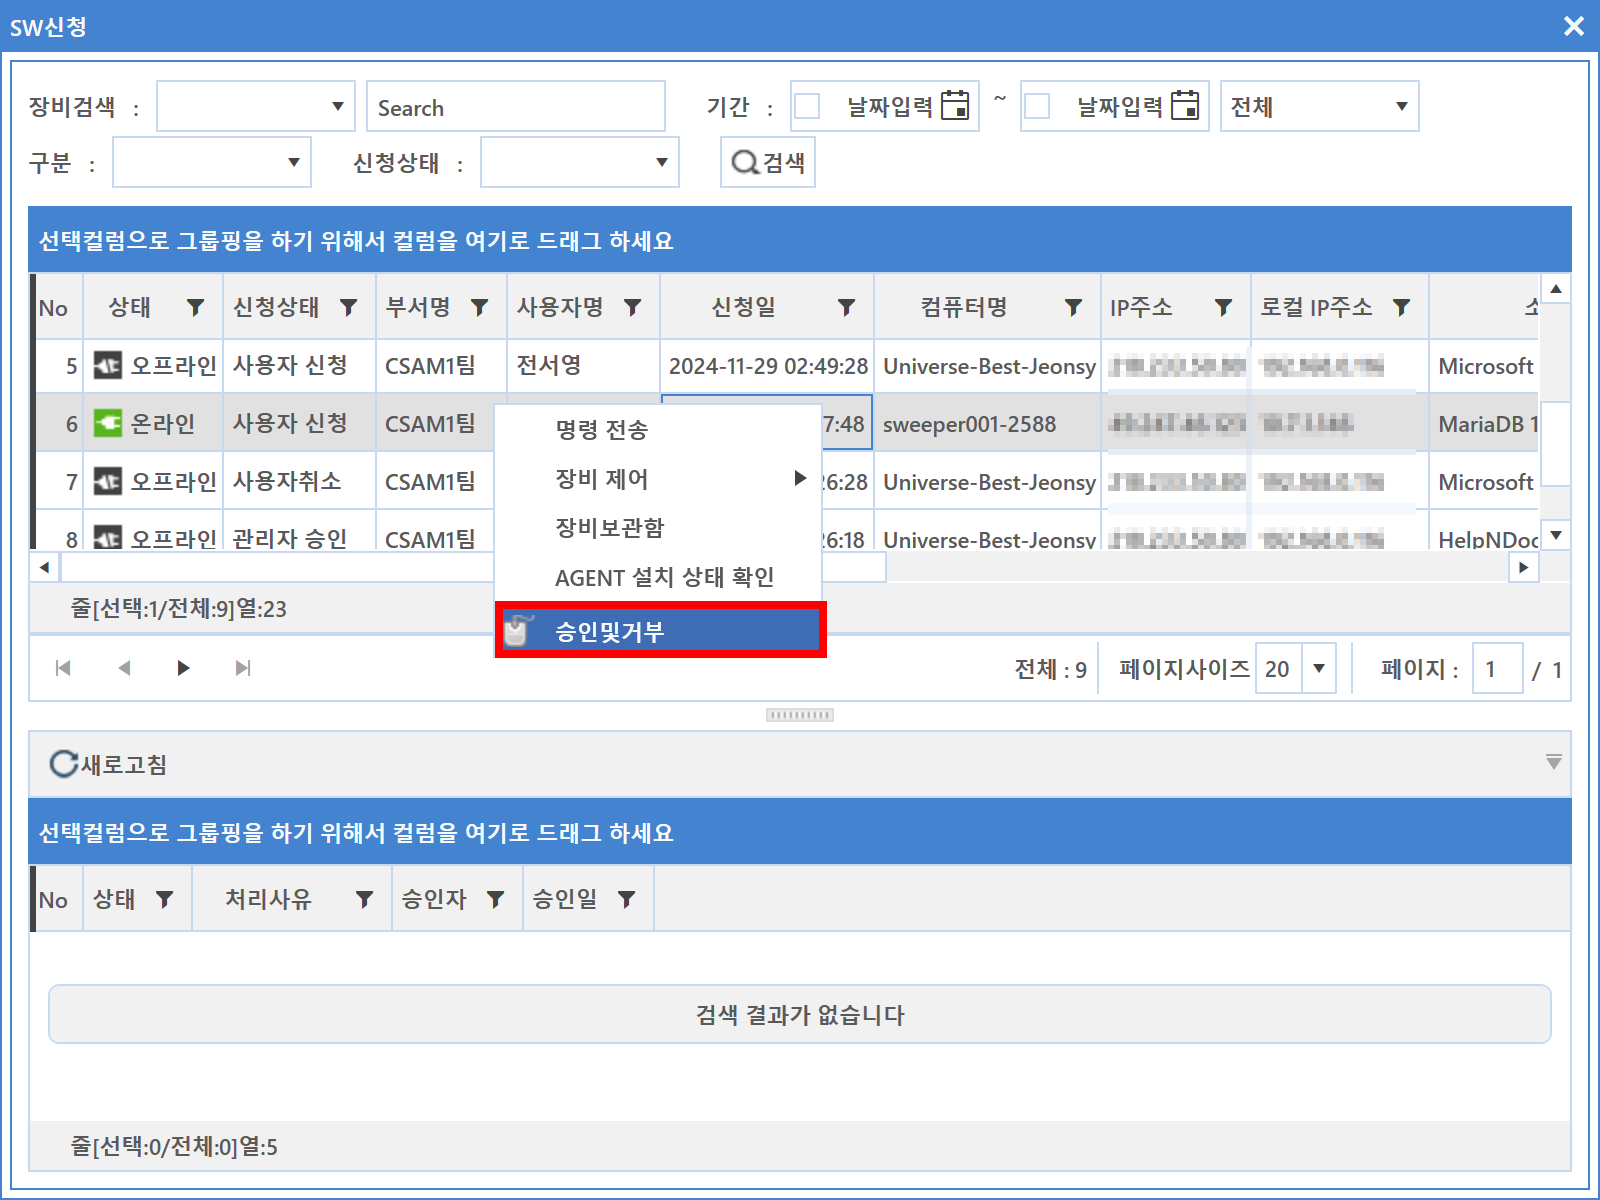 SW신청
장비검색 : Search 기간 : 날짜입력 ~ 날짜입력 전체
구분 : 신청상태 : 검색
선택컬럼으로 그룹핑을 하기 위해서 컬럼을 여기로 드래그 하세요
No 상태 신청상태 부서명 사용자명 신청일 컴퓨터명 IP주소 로컬 IP주소
5 오프라인 사용자 신청 CSAM1팀 전서영 2024-11-29 02:49:28 Universe-Best-Jeonsy Microsoft
6 온라인 사용자 신청 CSAM1팀 7:48 sweeper001-2588 MariaDB 1
7 오프라인 사용자취소 CSAM1팀 26:28 Universe-Best-Jeonsy Microsoft
8 오프라인 관리자 승인 CSAM1팀 26:18 Universe-Best-Jeonsy HelpNDoc
명령 전송
장비 제어
장비보관함
AGENT 설치 상태 확인
승인및거부
줄[선택:1/전체:9]열:23
전체 : 9 페이지사이즈 20 페이지 : 1 / 1
새로고침
선택컬럼으로 그룹핑을 하기 위해서 컬럼을 여기로 드래그 하세요
No 상태 처리사유 승인자 승인일
검색 결과가 없습니다
줄[선택:0/전체:0]열:5